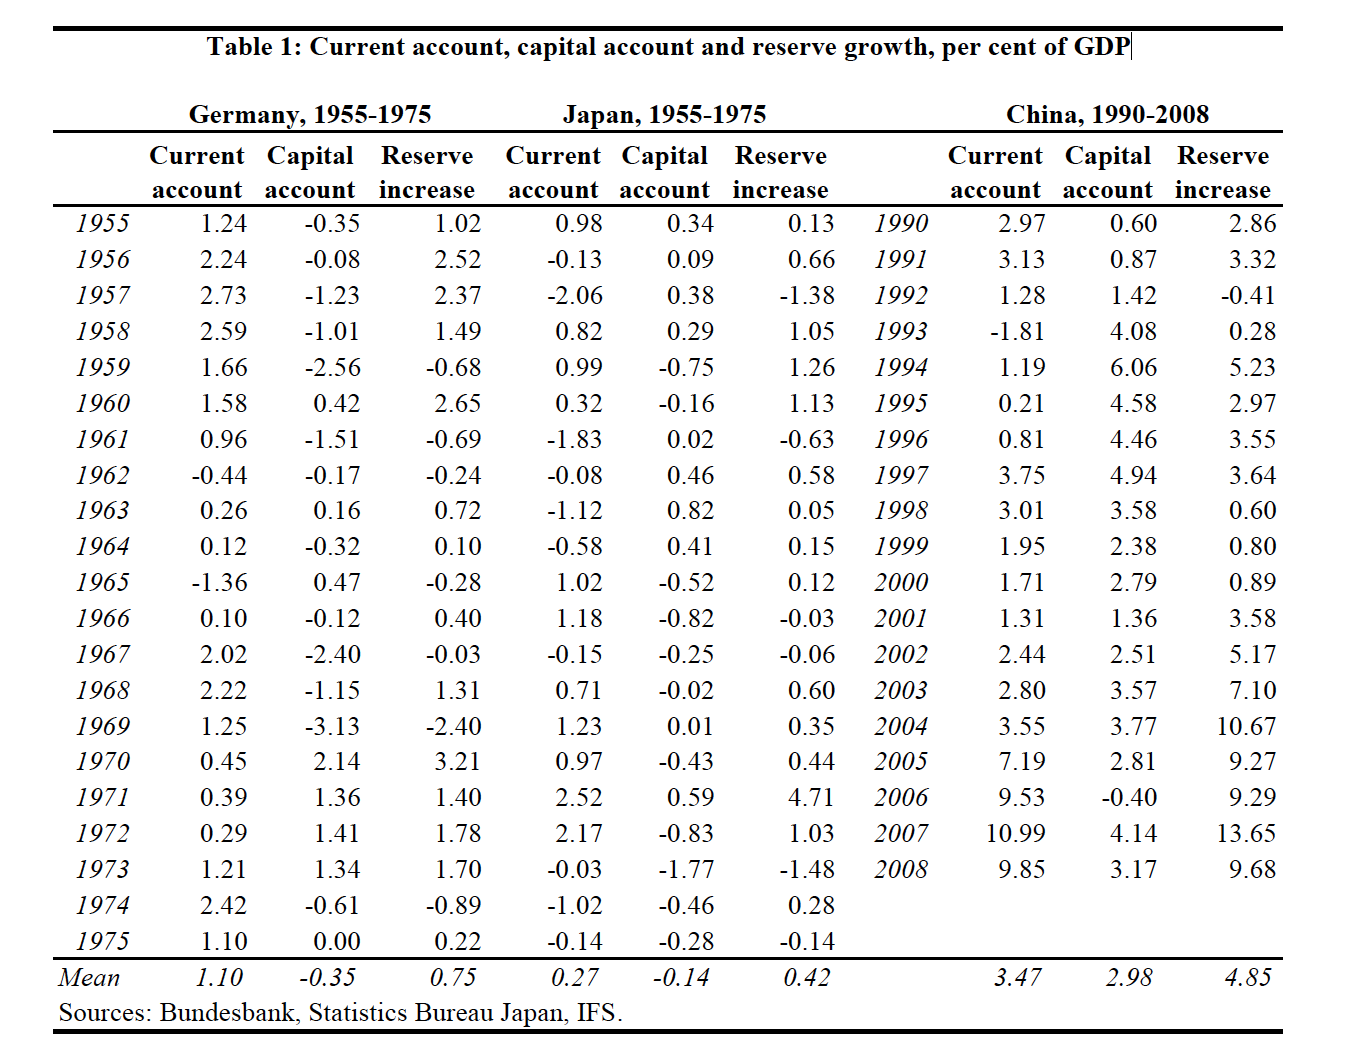 Table 1: Current account, capital account and reserve growth, per cent of GDP
Germany, 1955-1975 Japan, 1955-1975 China, 1990-2008
Current Capital Reserve Current Capital Reserve Current Capital Reserve
account account increase account account increase account account increase
1955 1.24 -0.35 1.02 0.98 0.34 0.13 1990 2.97 0.60 2.86
1956 2.24 -0.08 2.52 -0.13 0.09 0.66 1991 3.13 0.87 3.32
1957 2.73 -1.23 2.37 -2.06 0.38 -1.38 1992 1.28 1.42 -0.41
1958 2.59 -1.01 1.49 0.82 0.29 1.05 1993 -1.81 4.08 0.28
1959 1.66 -2.56 -0.68 0.99 -0.75 1.26 1994 1.19 6.06 5.23
1960 1.58 0.42 2.65 0.32 -0.16 1.13 1995 0.21 4.58 2.97
1961 0.96 -1.51 -0.69 -1.83 0.02 -0.63 1996 0.81 4.46 3.55
1962 -0.44 -0.17 -0.24 -0.08 0.46 0.58 1997 3.75 4.94 3.64
1963 0.26 0.16 0.72 -1.12 0.82 0.05 1998 3.01 3.58 0.60
1964 0.12 -0.32 0.10 -0.58 0.41 0.15 1999 1.95 2.38 0.80
1965 -1.36 0.47 -0.28 1.02 -0.52 0.12 2000 1.71 2.79 0.89
1966 0.10 -0.12 0.40 1.18 -0.82 -0.03 2001 1.31 1.36 3.58
1967 2.02 -2.40 -0.03 -0.15 -0.25 -0.06 2002 2.44 2.51 5.17
1968 2.22 -1.15 1.31 0.71 -0.02 0.60 2003 2.80 3.57 7.10
1969 1.25 -3.13 -2.40 1.23 0.01 0.35 2004 3.55 3.77 10.67
1970 0.45 2.14 3.21 0.97 -0.43 0.44 2005 7.19 2.81 9.27
1971 0.39 1.36 1.40 2.52 0.59 4.71 2006 9.53 -0.40 9.29
1972 0.29 1.41 1.78 2.17 -0.83 1.03 2007 10.99 4.14 13.65
1973 1.21 1.34 1.70 -0.03 -1.77 -1.48 2008 9.85 3.17 9.68
1974 2.42 -0.61 -0.89 -1.02 -0.46 0.28
1975 1.10 0.00 0.22 -0.14 -0.28 -0.14
Mean 1.10 -0.35 0.75 0.27 -0.14 0.42 3.47 2.98 4.85
Sources: Bundesbank, Statistics Bureau Japan, IFS.